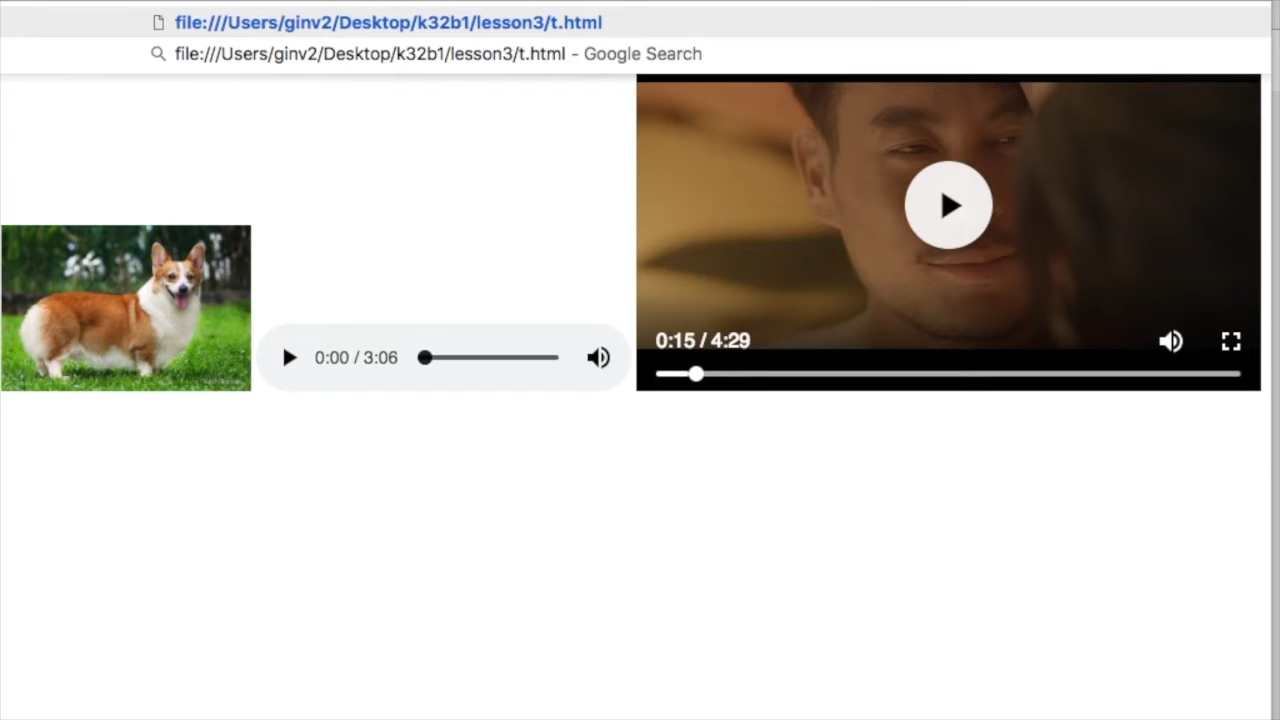 file:///Users/ginv2/Desktop/k32b1/lesson3/t.html
file:///Users/ginv2/Desktop/k32b1/lesson3/t.html - Google Search
0:15 / 4:29
0:00 / 3:06